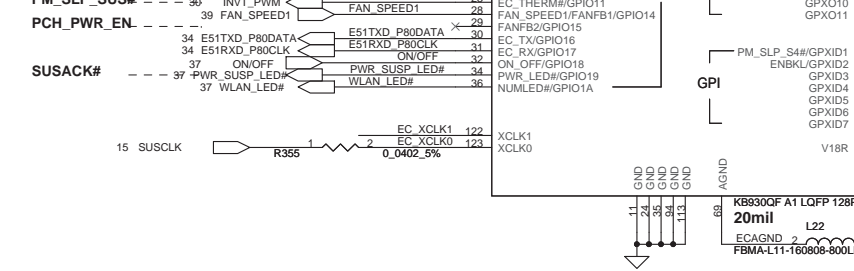 PM_SLP_SUS# 30 INVT_PWM EC_THERM#/GPIO11 GPXO10
39 FAN_SPEED1 FAN_SPEED1 28 FAN_SPEED1/FANFB1/GPIO14 GPXO11
PCH_PWR_EN 29 FANFB2/GPIO15
34 E51TXD_P80DATA E51TXD_P80DATA 30 EC_TX/GPIO16
34 E51RXD_P80CLK E51RXD_P80CLK 31 EC_RX/GPIO17 PM_SLP_S4#/GPXID1
37 ON/OFF ON/OFF 32 ON_OFF/GPIO18 ENBKL/GPXID2
SUSACK# 37 PWR_SUSP_LED# PWR_SUSP_LED# 34 PWR_LED#/GPIO19 GPI GPXID3
37 WLAN_LED# WLAN_LED# 36 NUMLED#/GPIO1A GPXID4
GPXID5
GPXID6
GPXID7
EC_XCLK1 122 XCLK1
15 SUSCLK 1 2 EC_XCLK0 123 XCLK0 V18R
R355 0_0402_5%
GND GND GND GND GND AGND
11 24 35 94 113 69
KB930QF A1 LQFP 128P
20mil
L22
ECAGND 2
FBMA-L11-160808-800L